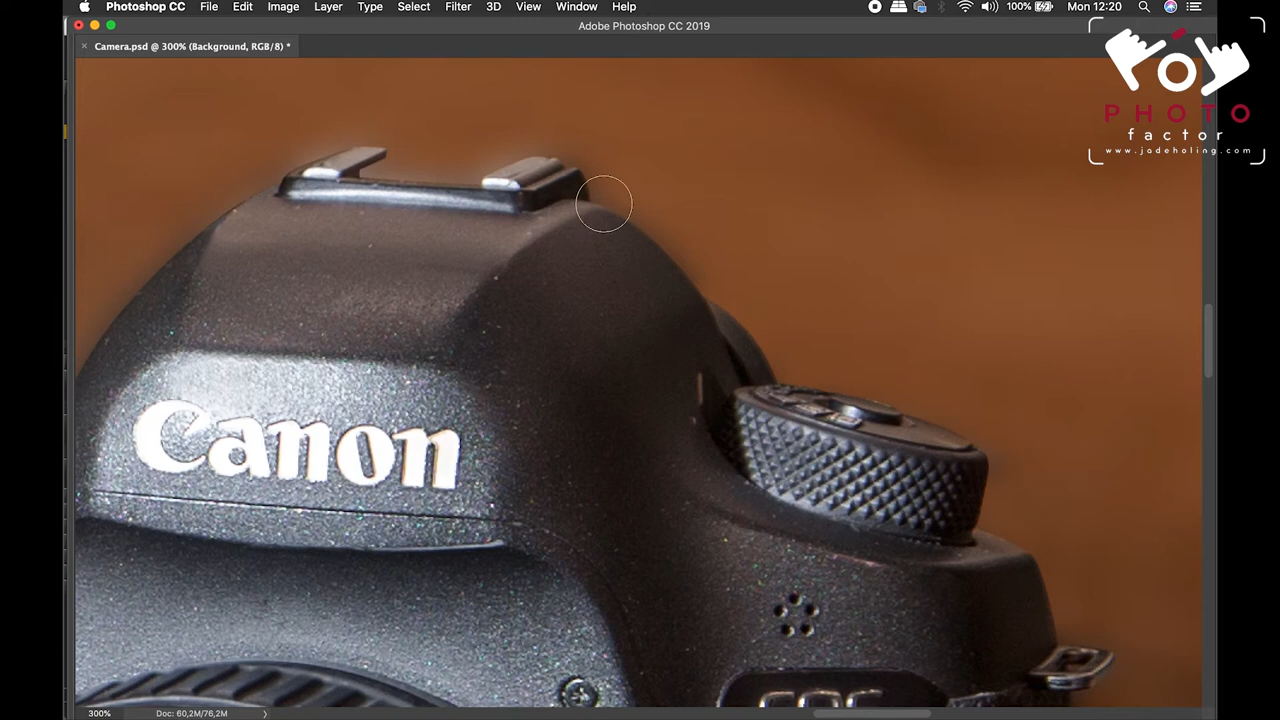 Photoshop CC File Edit Image Layer Type Select Filter 3D View Window Help 100% Mon 12:20
Adobe Photoshop CC 2019
Camera.psd @ 300% (Background, RGB/8) *
PHOTO
factor
www.jadeholing.com
Canon
EOS
300% Doc: 60,2M/76,2M